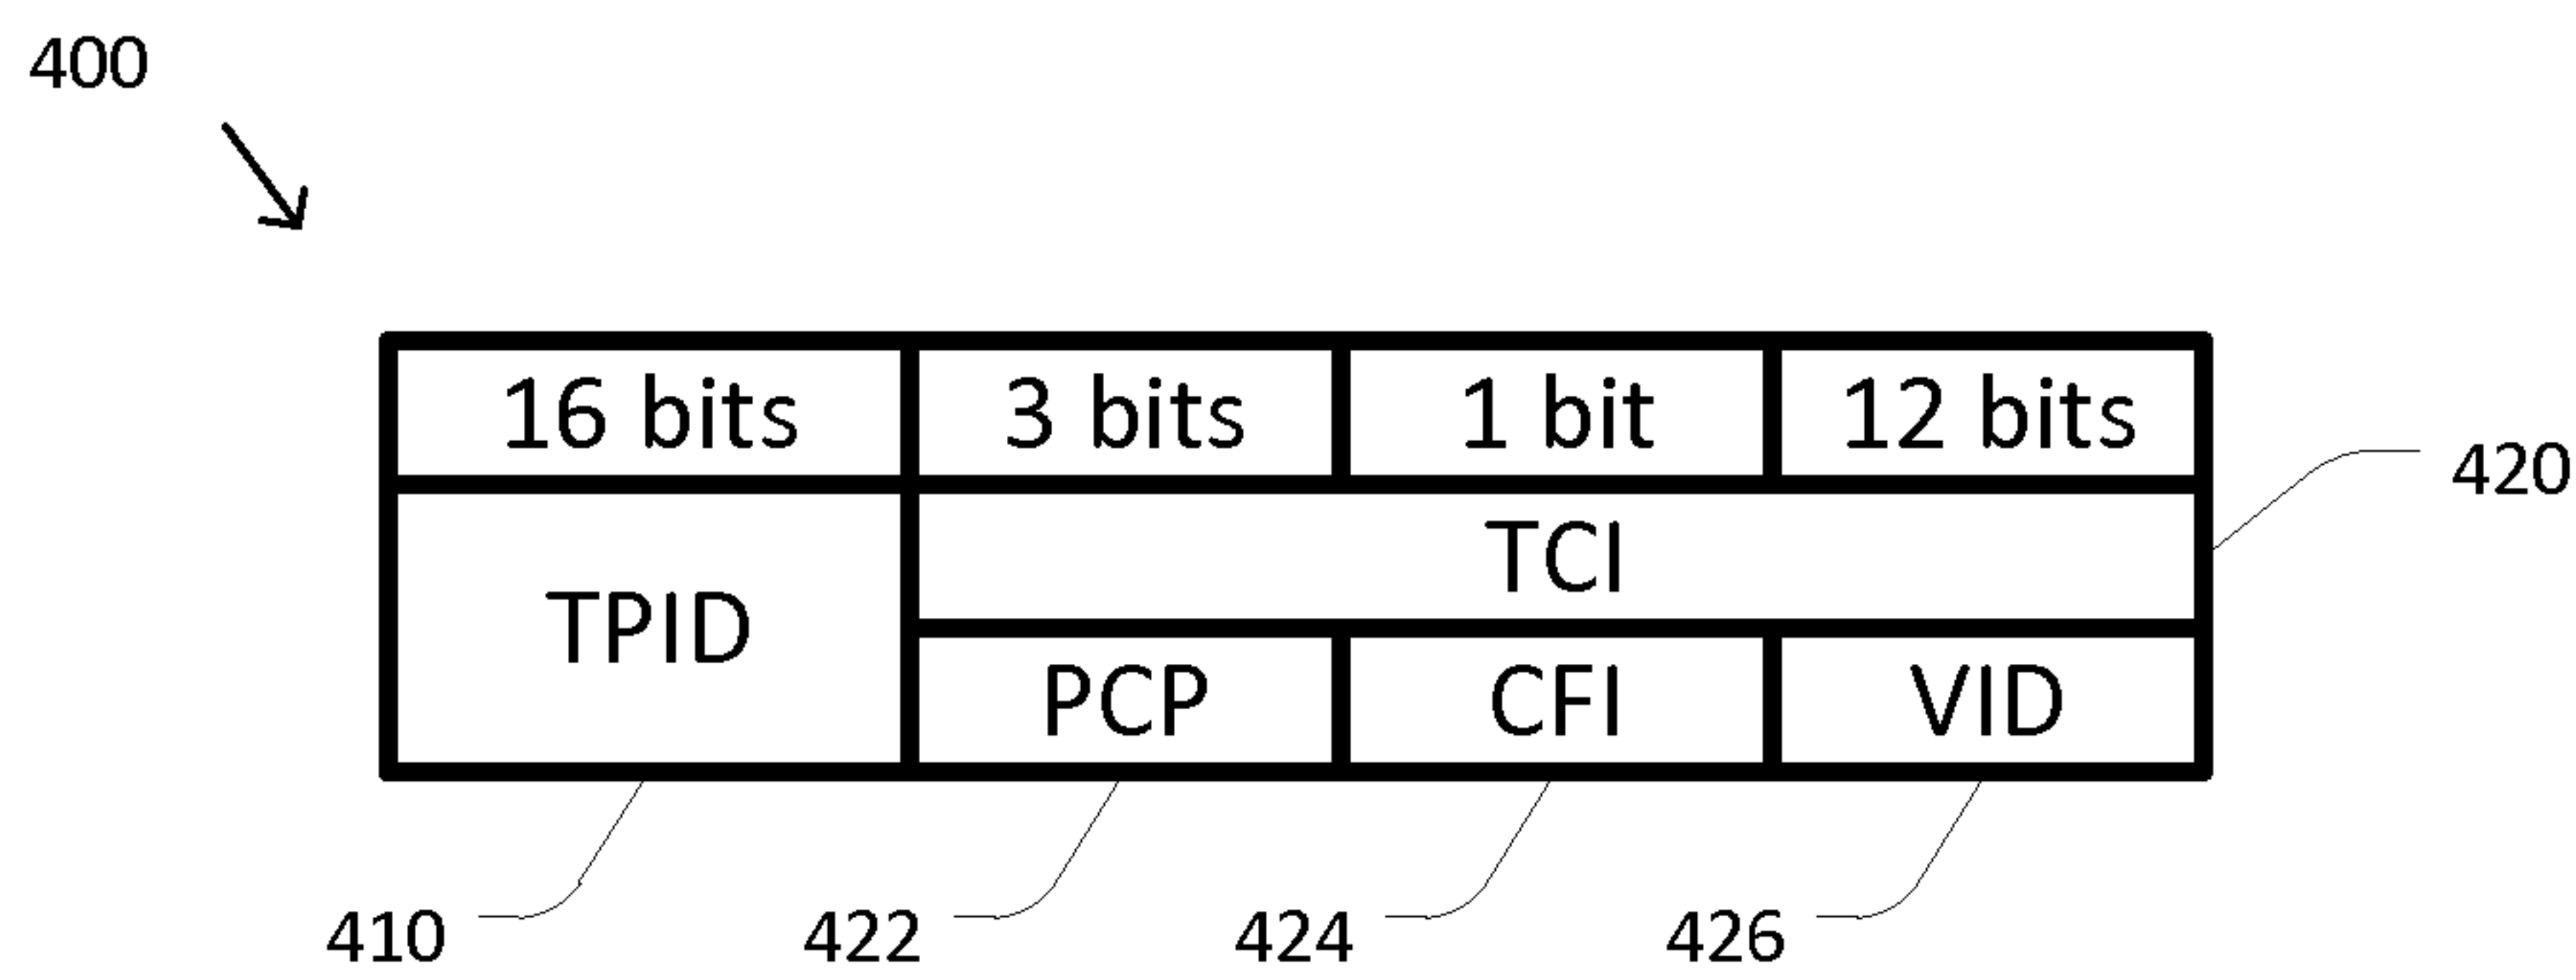 400
16 bits 3 bits 1 bit 12 bits
420
TCI
TPID
PCP CFI VID
410 422 424 426